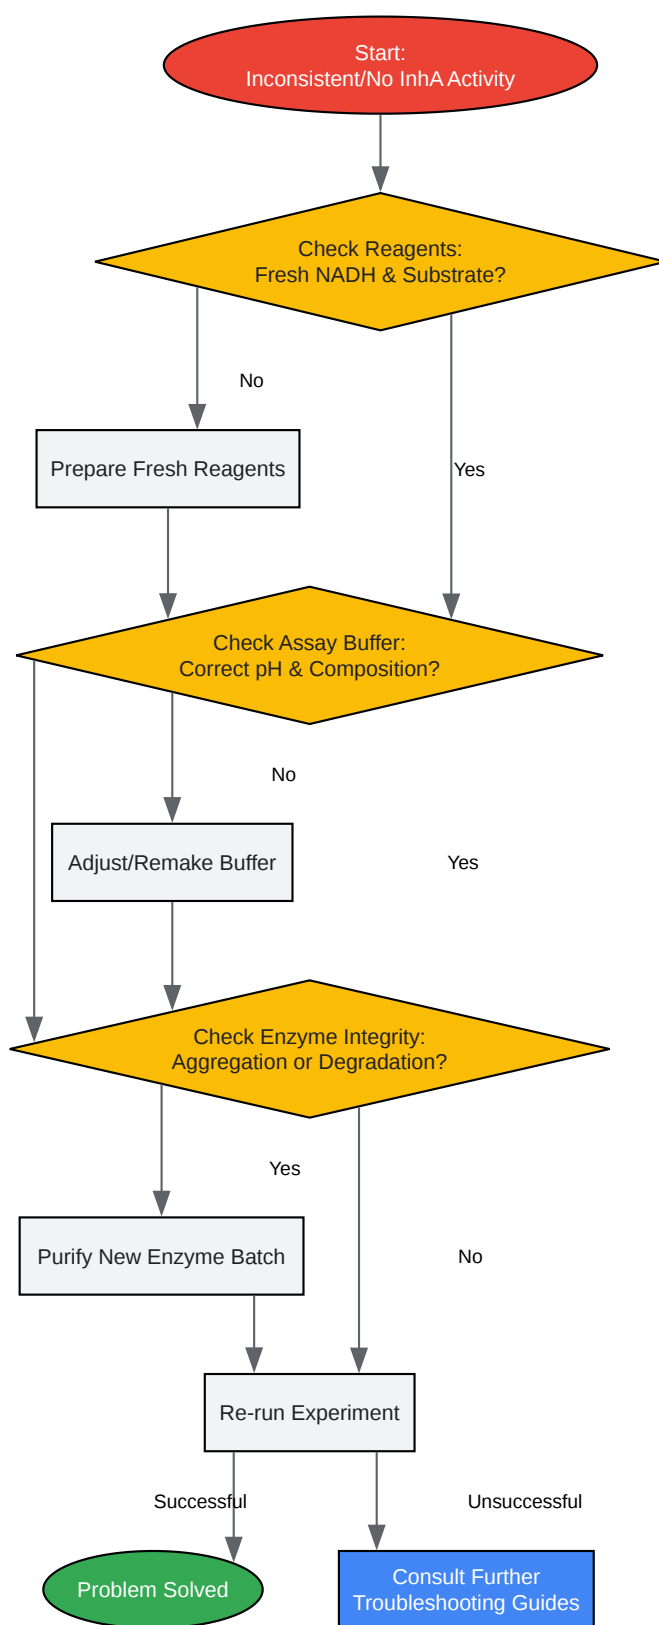 Start:
Inconsistent/No InhA Activity
Check Reagents:
Fresh NADH & Substrate?
No
Prepare Fresh Reagents
Yes
Check Assay Buffer:
Correct pH & Composition?
No
Adjust/Remake Buffer
Yes
Check Enzyme Integrity:
Aggregation or Degradation?
Yes
Purify New Enzyme Batch
No
Re-run Experiment
Successful
Unsuccessful
Problem Solved
Consult Further
Troubleshooting Guides